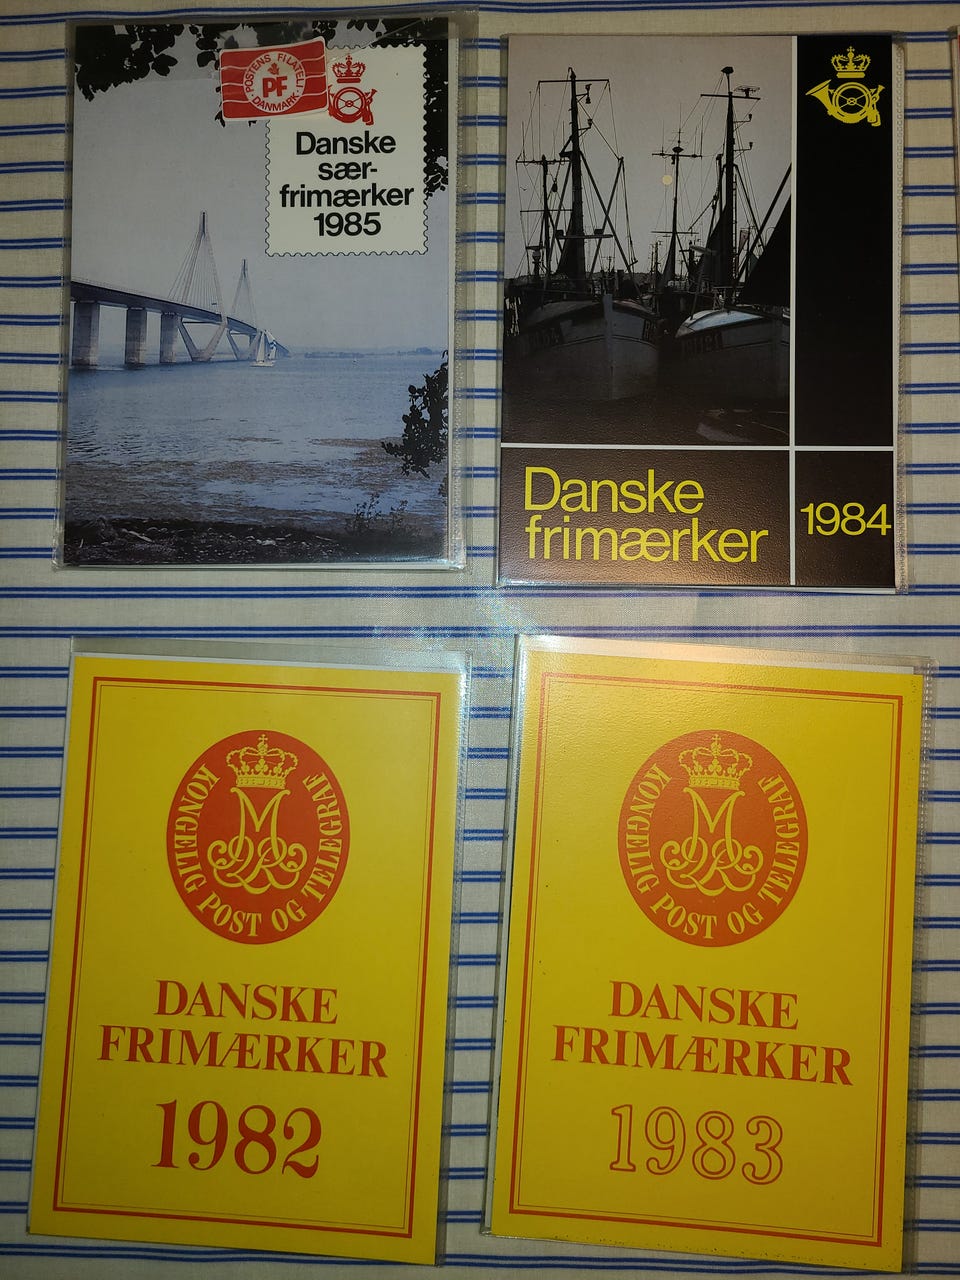 POSTENS FILATELI
PF
DANMARK
Danske
sær-
frimærker
1985
Danske
frimærker
1984
KONGELIG POST OG TELEGRAF
DANSKE
FRIMÆRKER
1982
KONGELIG POST OG TELEGRAF
DANSKE
FRIMÆRKER
1983